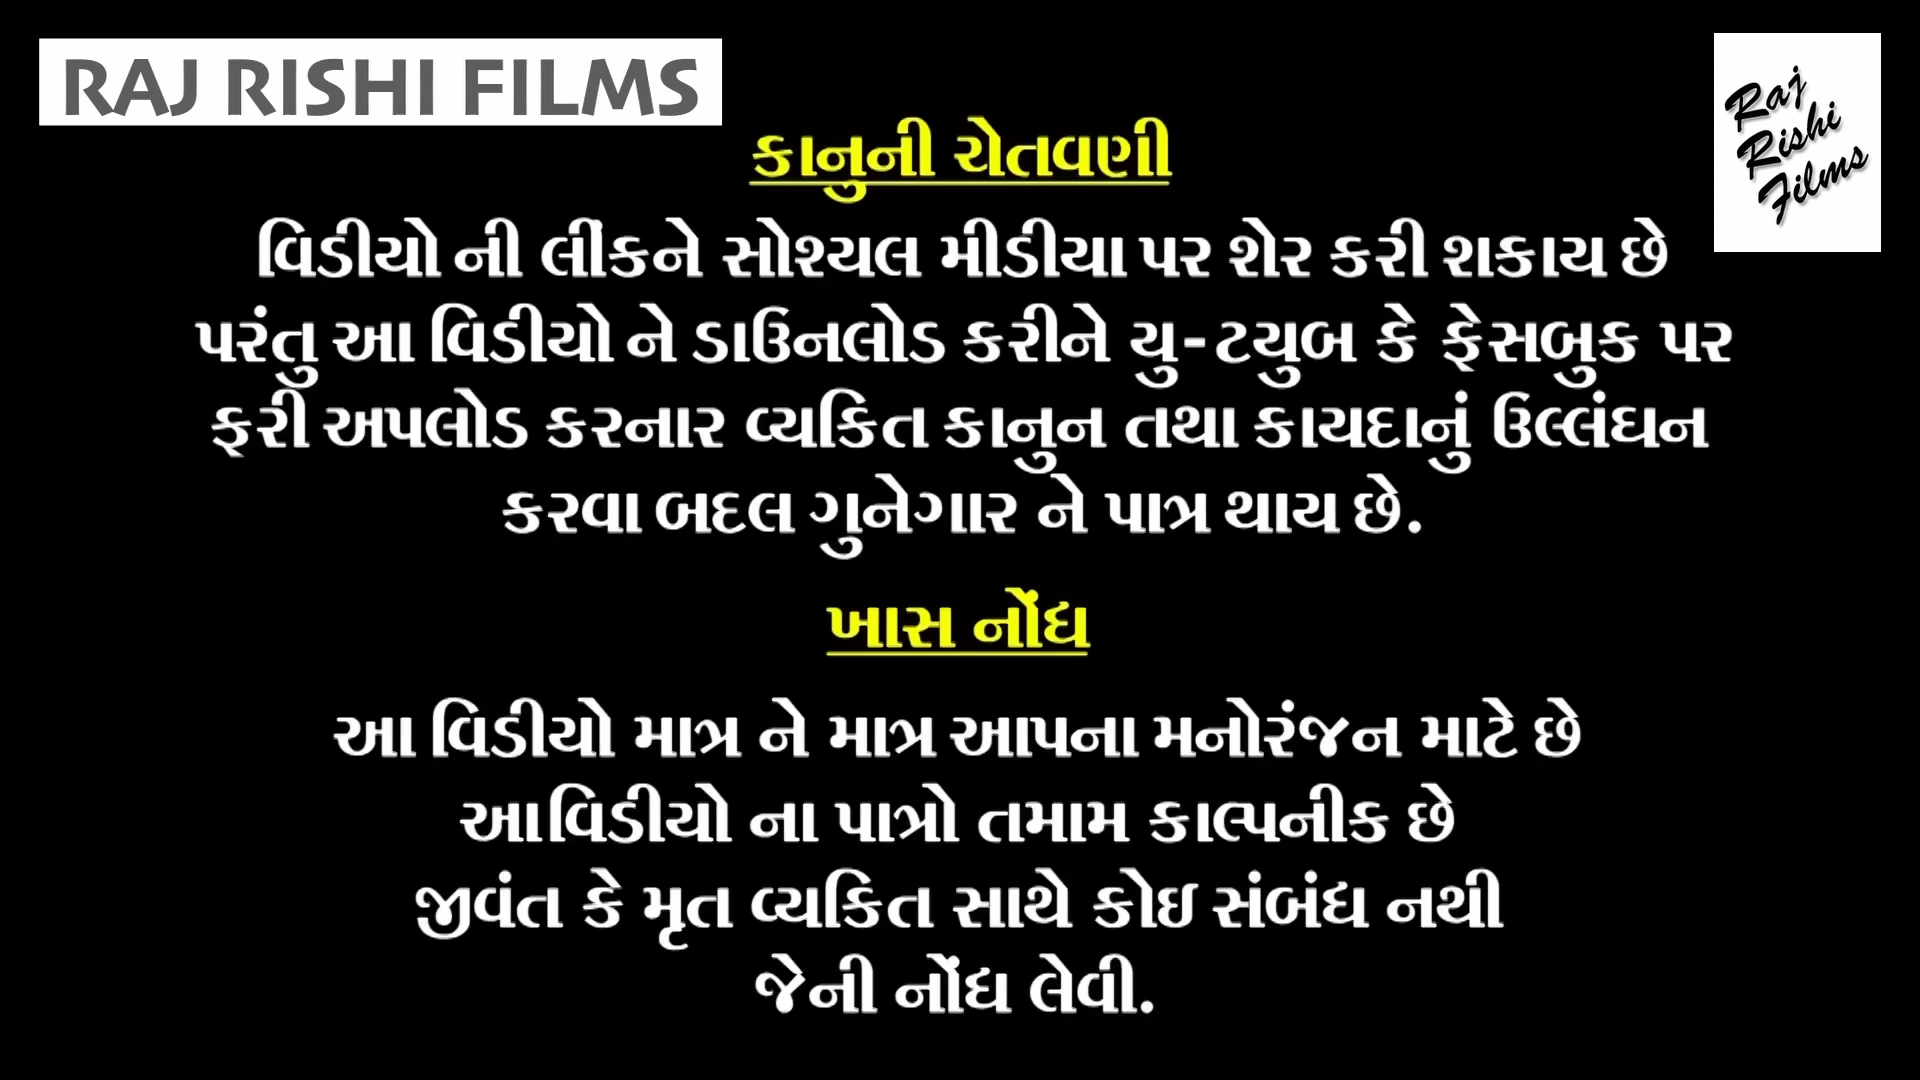 RAJ RISHI FILMS
Raj
Rishi
Films
કાનુની ચેતવણી
વિડીયો ની લીંકને સોશ્યલ મીડીયા પર શેર કરી શકાય છે
પરંતુ આ વિડીયો ને ડાઉનલોડ કરીને યુ-ટયુબ કે ફેસબુક પર
ફરી અપલોડ કરનાર વ્યકિત કાનુન તથા કાયદાનું ઉલ્લંઘન
કરવા બદલ ગુનેગાર ને પાત્ર થાય છે.
ખાસ નોંધ
આ વિડીયો માત્ર ને માત્ર આપના મનોરંજન માટે છે
આવિડીયો ના પાત્રો તમામ કાલ્પનીક છે
જીવંત કે મૃત વ્યકિત સાથે કોઇ સંબંધ નથી
જેની નોંધ લેવી.